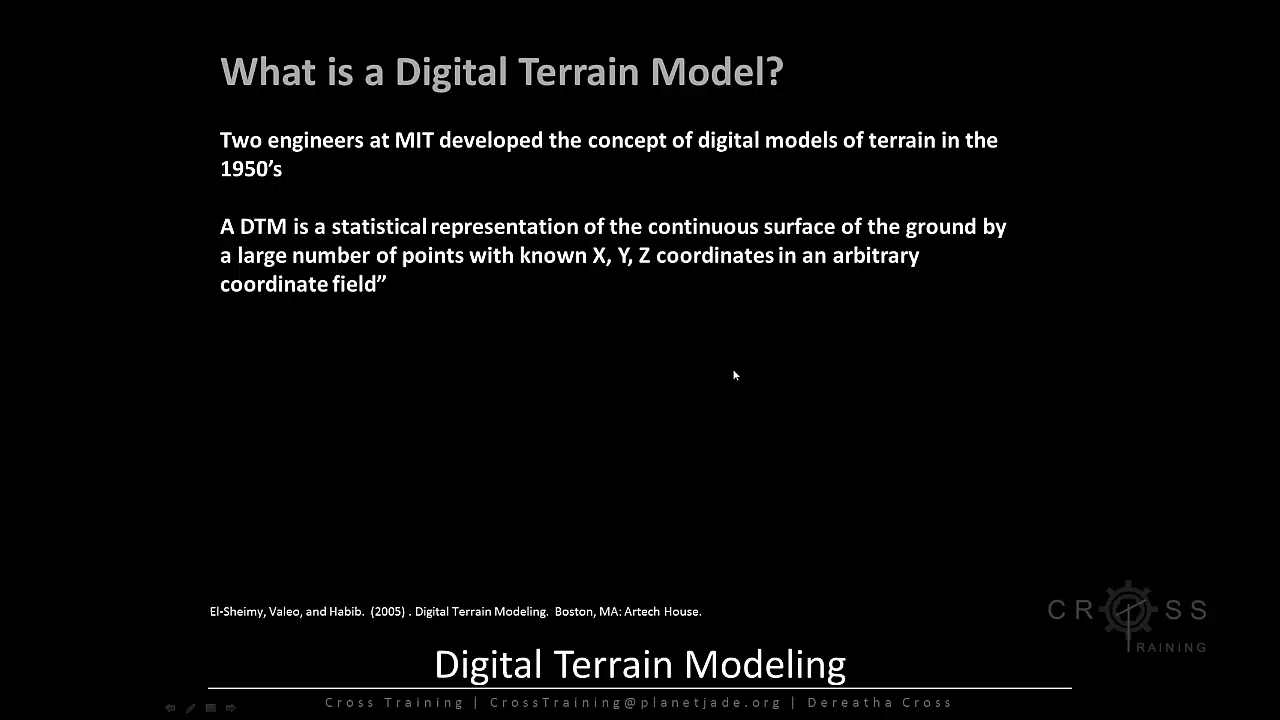 What is a Digital Terrain Model?
Two engineers at MIT developed the concept of digital models of terrain in the
1950’s
A DTM is a statistical representation of the continuous surface of the ground by
a large number of points with known X, Y, Z coordinates in an arbitrary
coordinate field”
El-Sheimy, Valeo, and Habib. (2005) . Digital Terrain Modeling. Boston, MA: Artech House.
CROSS
TRAINING
Digital Terrain Modeling
Cross Training | CrossTraining@planetjade.org | Dereatha Cross